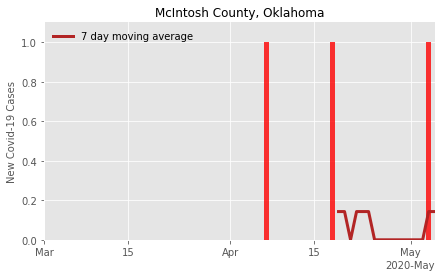 McIntosh County, Oklahoma
7 day moving average
New Covid-19 Cases
1.0
0.8
0.6
0.4
0.2
0.0
Mar
15
Apr
15
May
2020-May